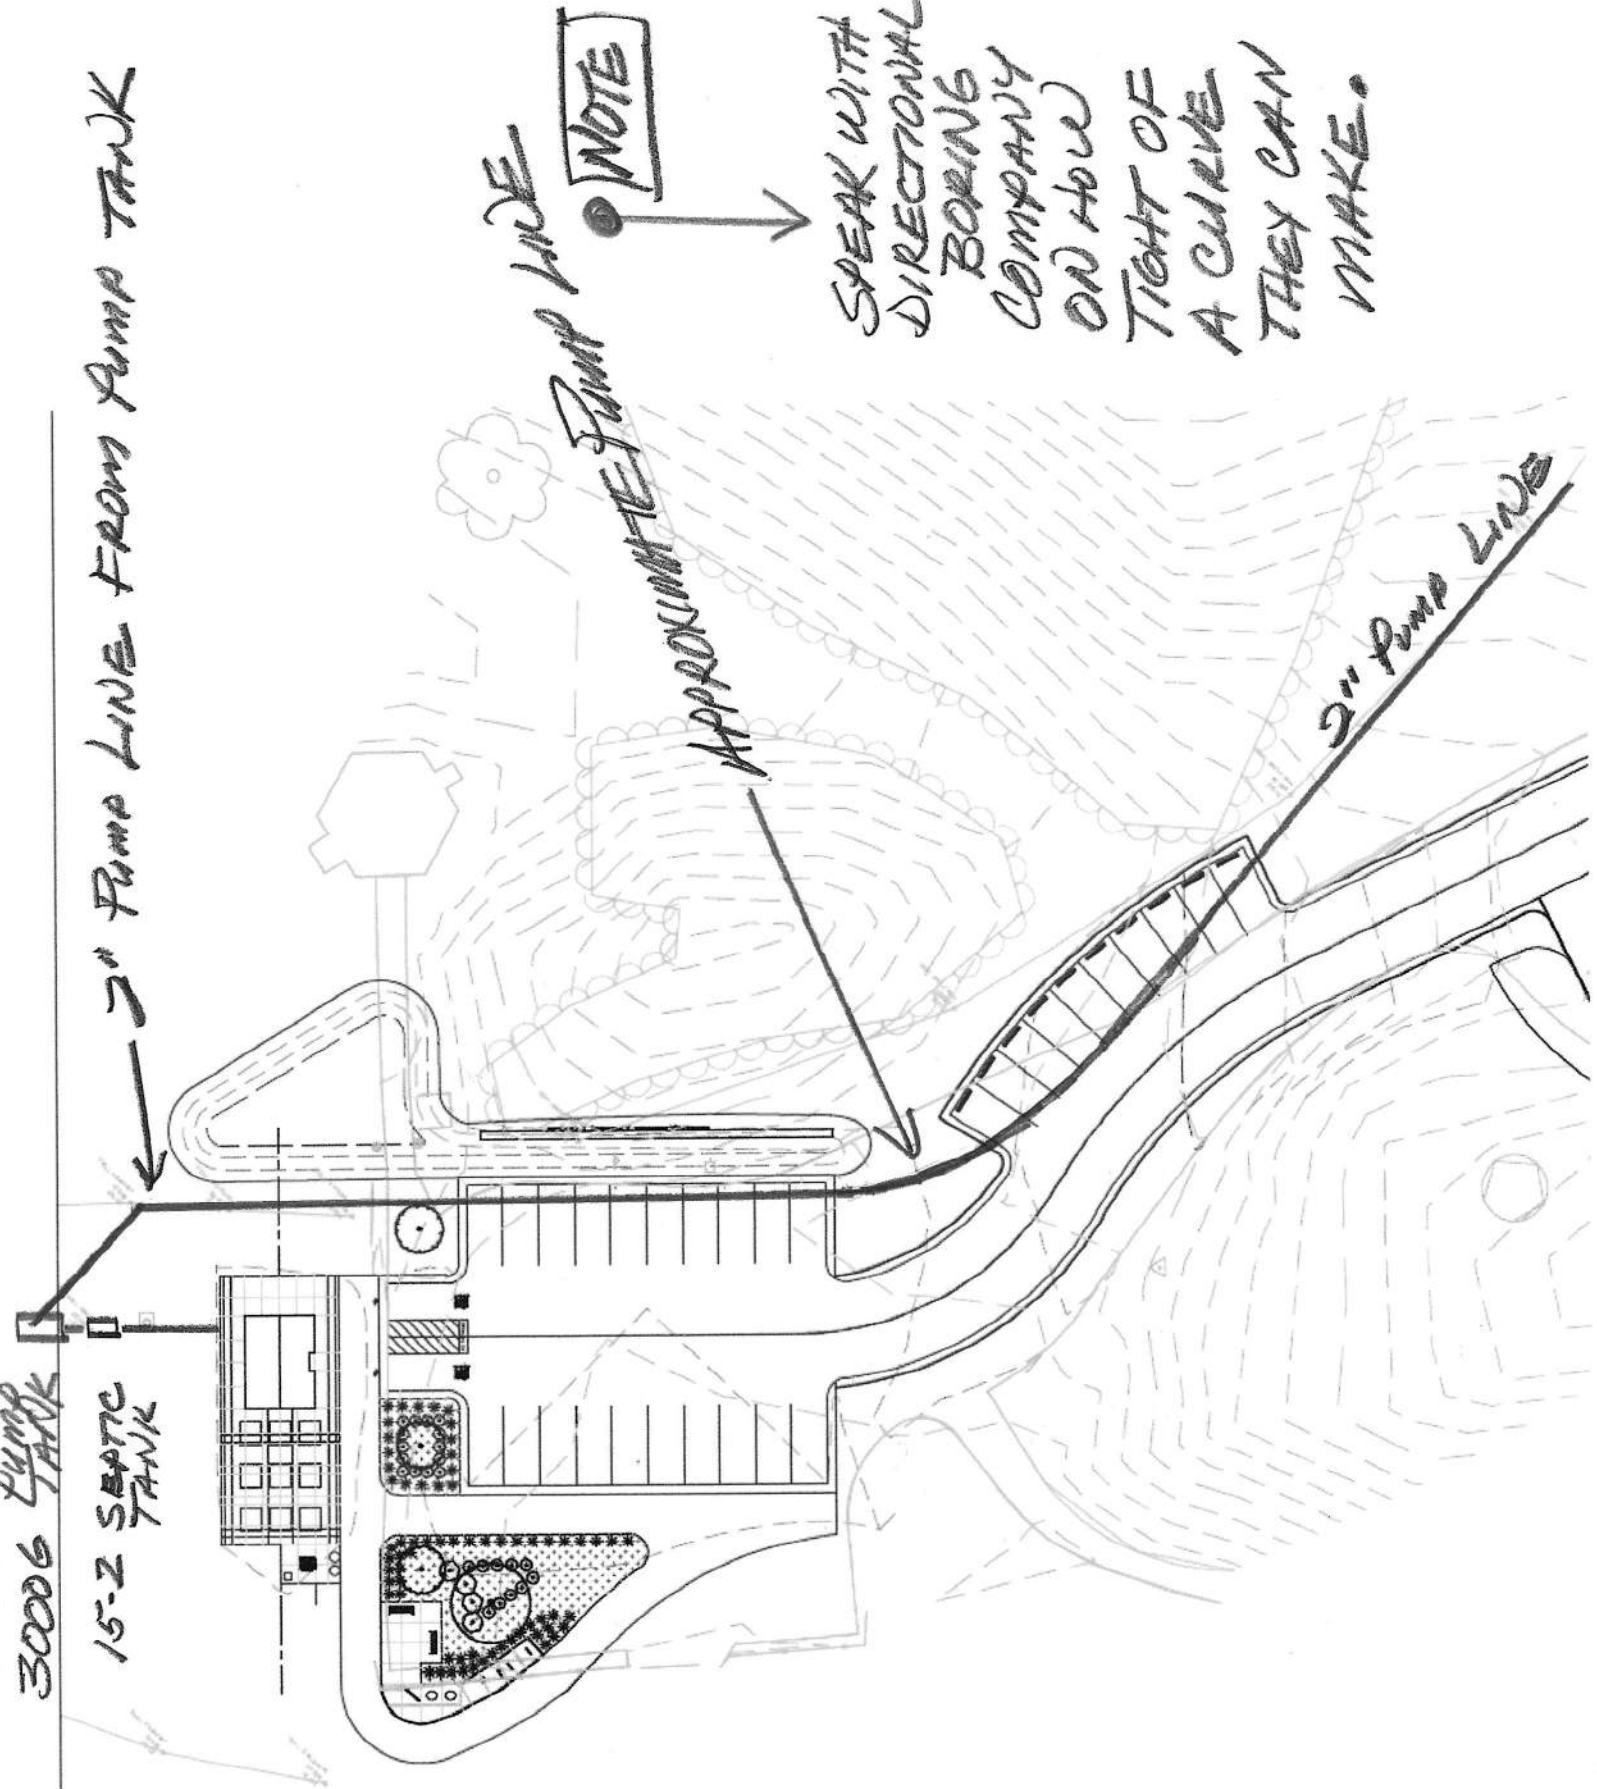 2" PUMP LINE FROM PUMP TANK
APPROXIMATE PUMP LINE
NOTE
SPEAK WITH
DIRECTIONAL
BORING
COMPANY
ON HOW
TIGHT OF
A CURVE
THEY CAN
MAKE.
2" PUMP LINE
3000G PUMP
TANK
15-2 SEPTIC
TANK